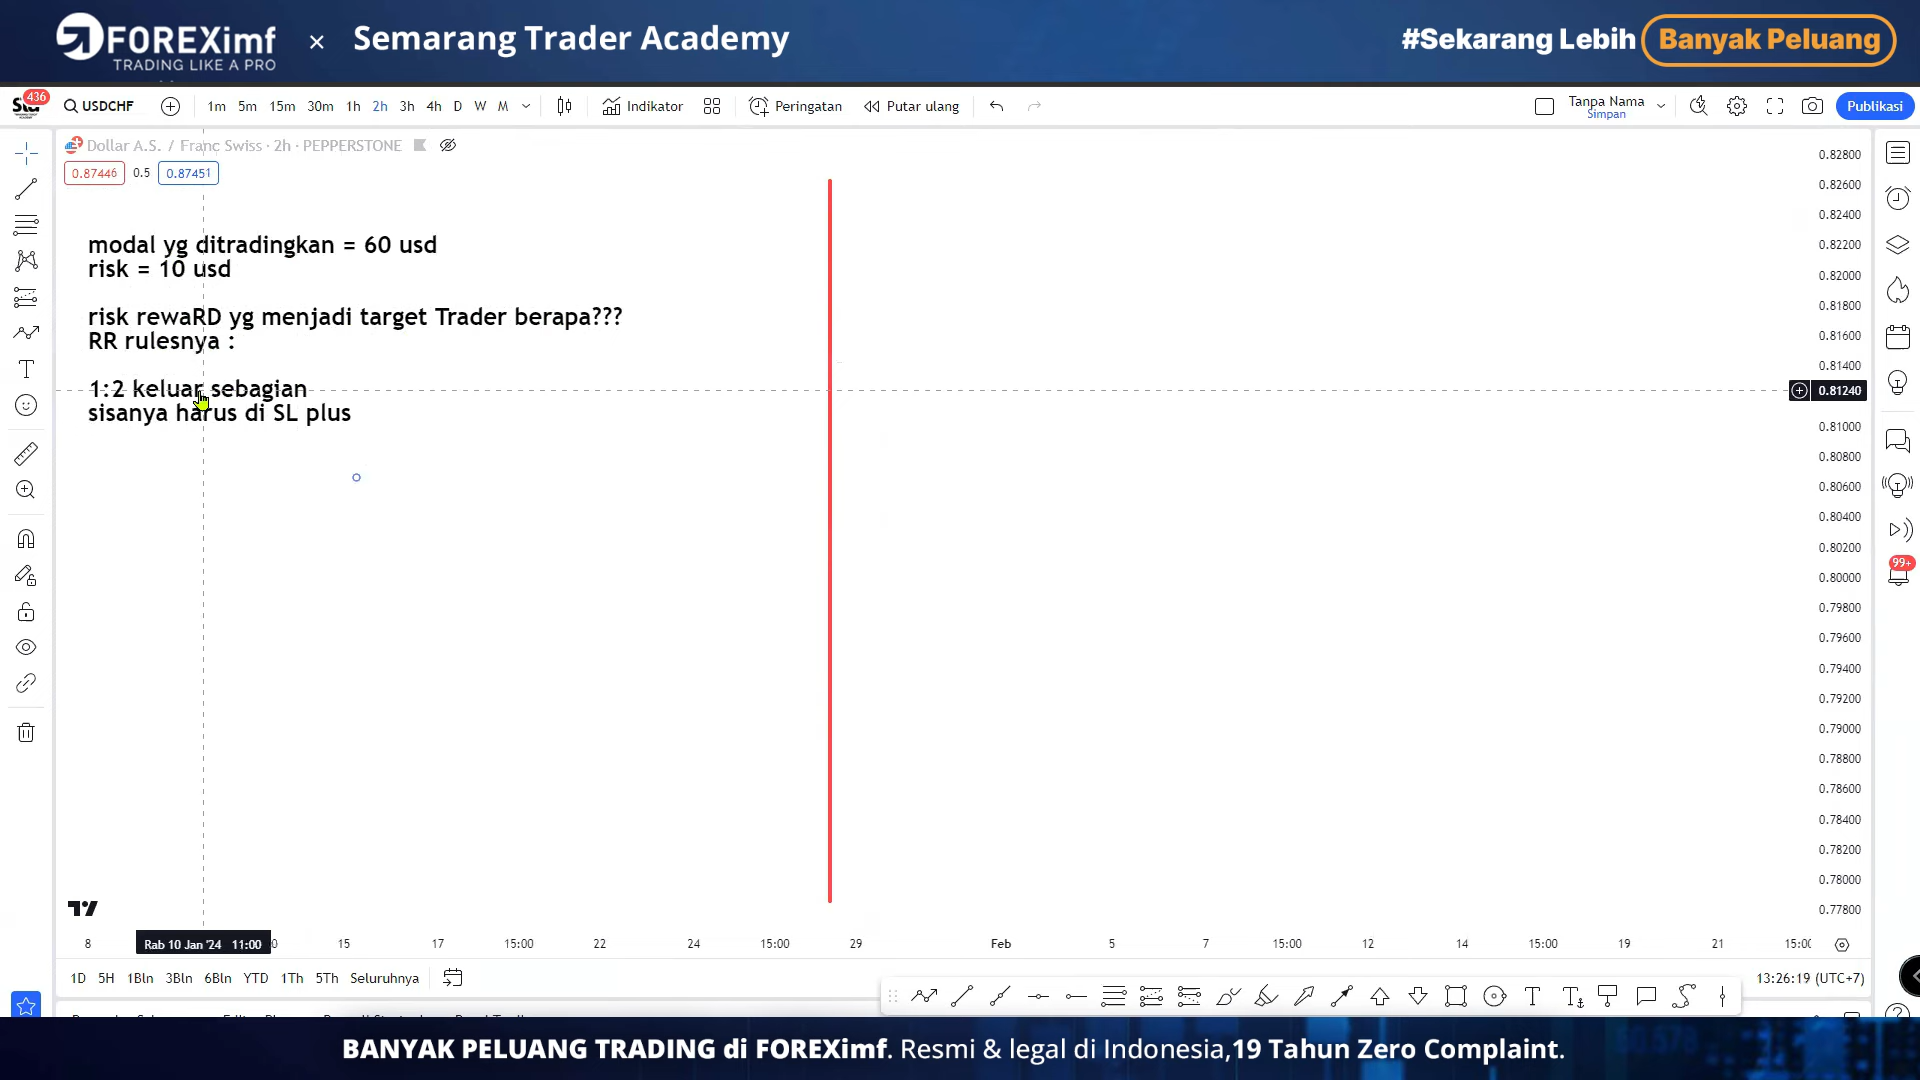 FOREXimf
TRADING LIKE A PRO
×
Semarang Trader Academy
#Sekarang Lebih Banyak Peluang
436
USDCHF
1m 5m 15m 30m 1h 2h 3h 4h D W M
Indikator
Peringatan
Putar ulang
Tanpa Nama
Simpan
Publikasi
Dollar A.S. / Franc Swiss · 2h · PEPPERSTONE
0.87446 0.5 0.87451
modal yg ditradingkan = 60 usd
risk = 10 usd
risk rewaRD yg menjadi target Trader berapa???
RR rulesnya :
1:2 keluar sebagian
sisanya harus di SL plus
0.82800
0.82600
0.82400
0.82200
0.82000
0.81800
0.81600
0.81400
0.81240
0.81000
0.80800
0.80600
0.80400
0.80200
0.80000
0.79800
0.79600
0.79400
0.79200
0.79000
0.78800
0.78600
0.78400
0.78200
0.78000
0.77800
99+
8 Rab 10 Jan '24 11:00 15 17 15:00 22 24 15:00 29 Feb 5 7 15:00 12 14 15:00 19 21 15:00
1D 5H 1Bln 3Bln 6Bln YTD 1Th 5Th Seluruhnya
13:26:19 (UTC+7)
BANYAK PELUANG TRADING di FOREXimf. Resmi & legal di Indonesia,19 Tahun Zero Complaint.